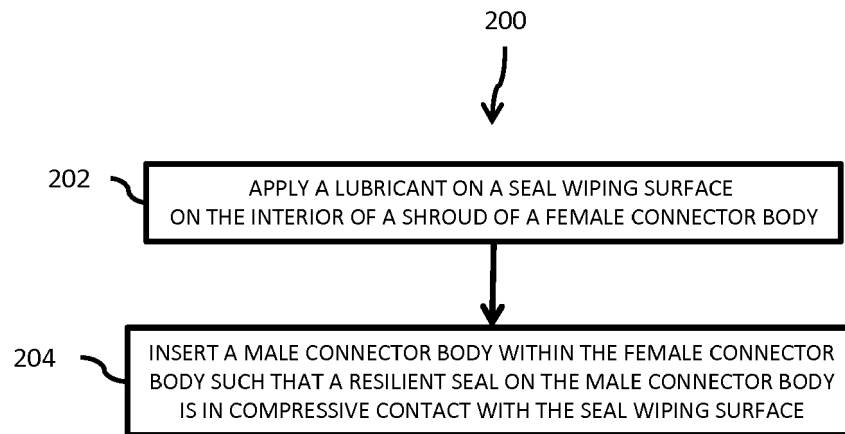 200
202
APPLY A LUBRICANT ON A SEAL WIPING SURFACE
ON THE INTERIOR OF A SHROUD OF A FEMALE CONNECTOR BODY
204
INSERT A MALE CONNECTOR BODY WITHIN THE FEMALE CONNECTOR
BODY SUCH THAT A RESILIENT SEAL ON THE MALE CONNECTOR BODY
IS IN COMPRESSIVE CONTACT WITH THE SEAL WIPING SURFACE